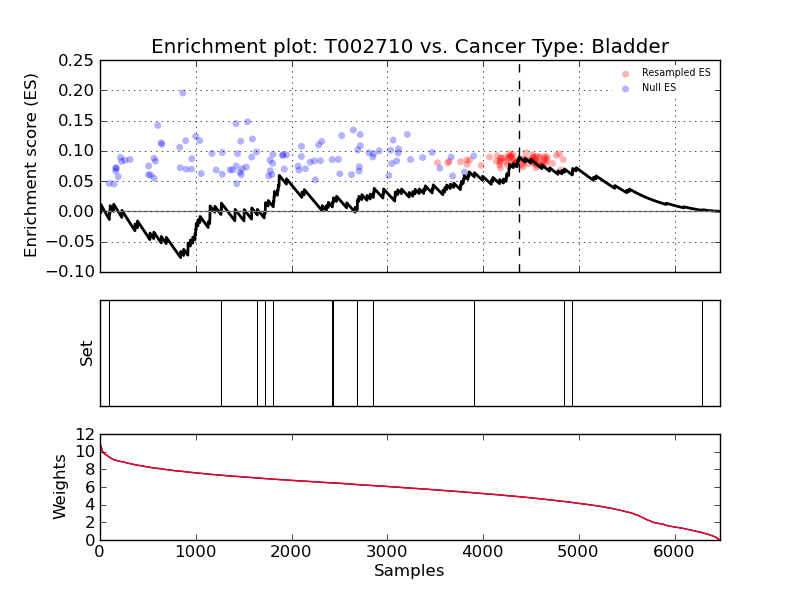 Enrichment plot: T002710 vs. Cancer Type: Bladder
Enrichment score (ES)
0.25
0.20
0.15
0.10
0.05
0.00
−0.05
−0.10
Resampled ES
Null ES
Set
Weights
12
10
8
6
4
2
0
0 1000 2000 3000 4000 5000 6000
Samples